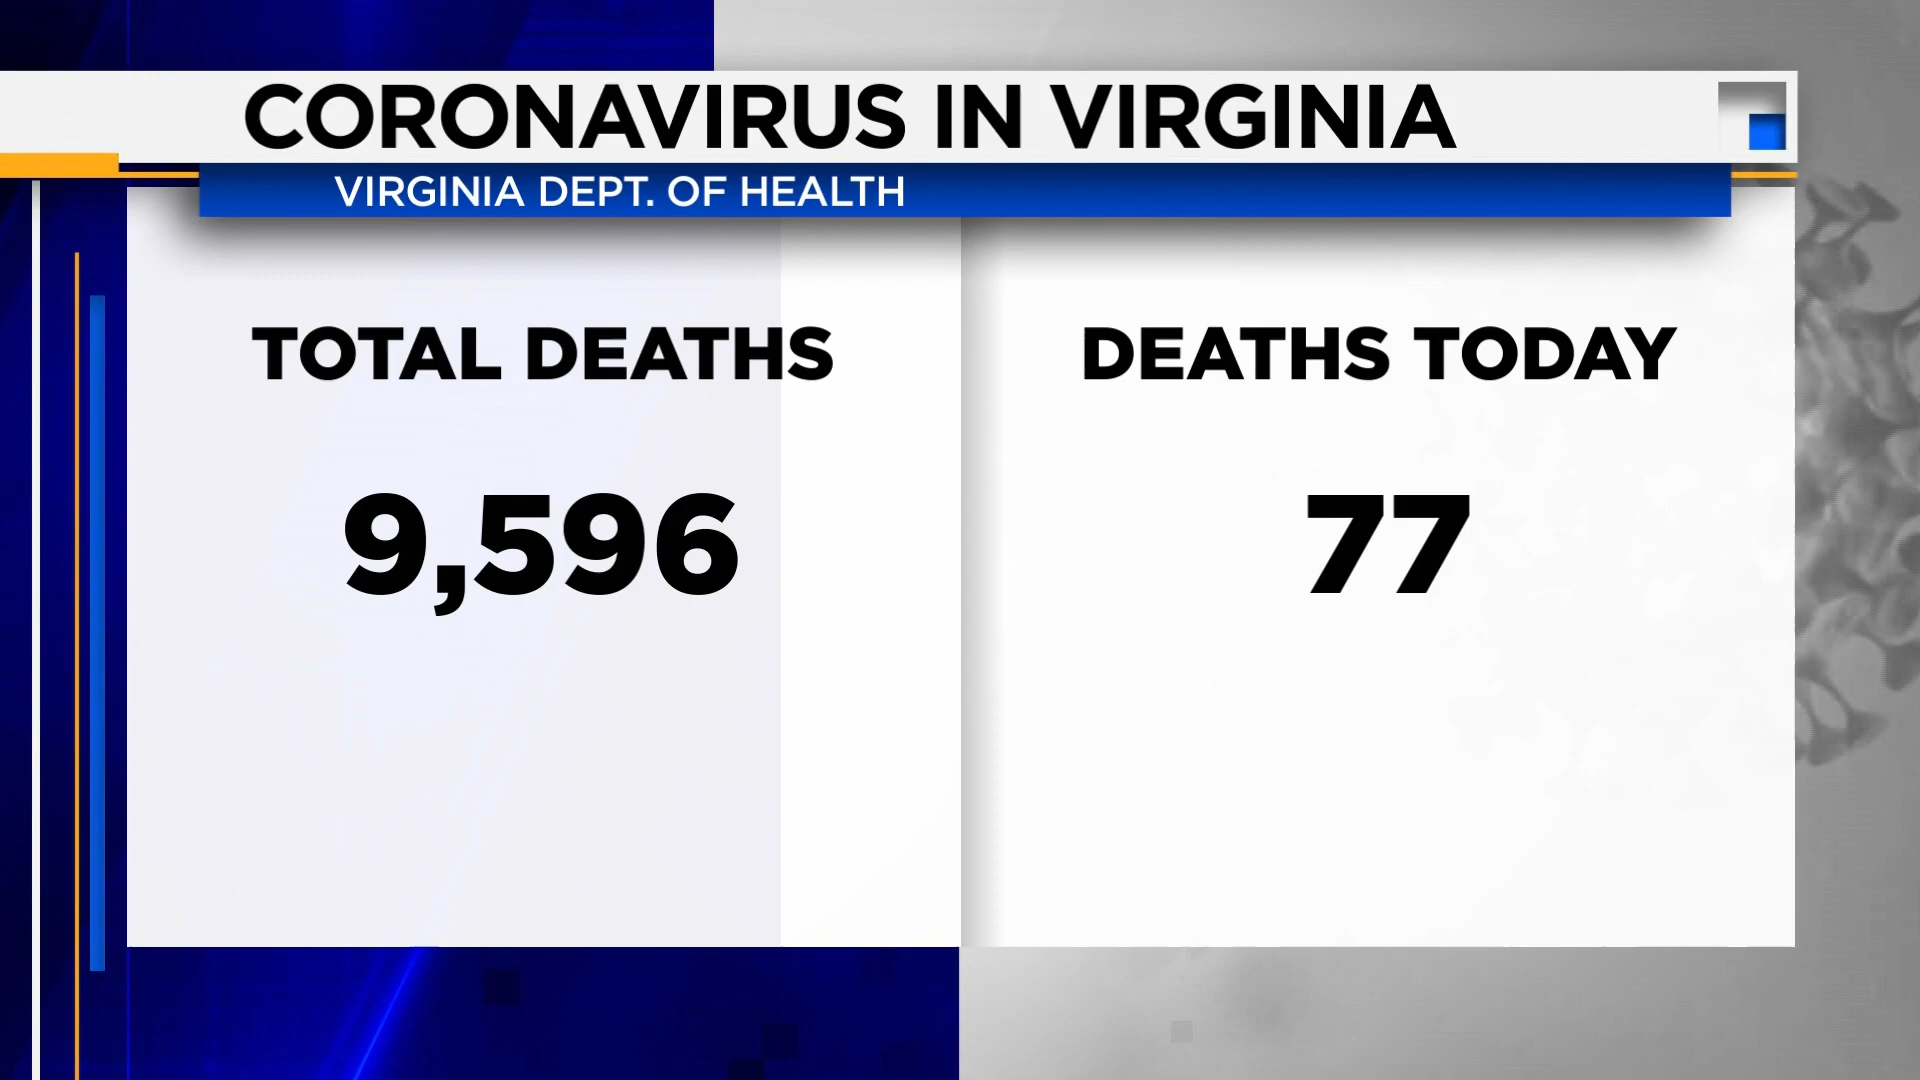 CORONAVIRUS IN VIRGINIA
VIRGINIA DEPT. OF HEALTH
TOTAL DEATHS
9,596
DEATHS TODAY
77